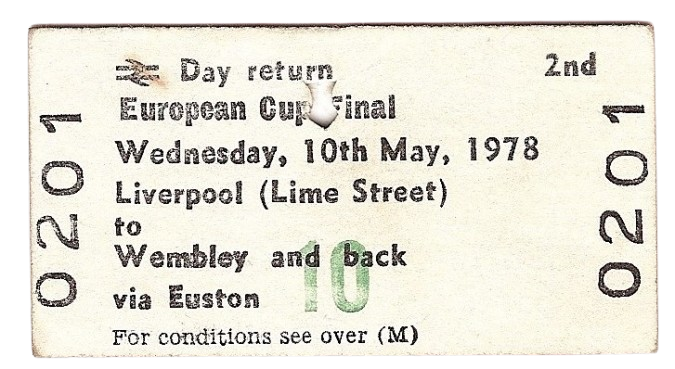 Day return 2nd
European Cup Final
Wednesday, 10th May, 1978
Liverpool (Lime Street)
to
Wembley and back
10
via Euston
For conditions see over (M)
0201
0201